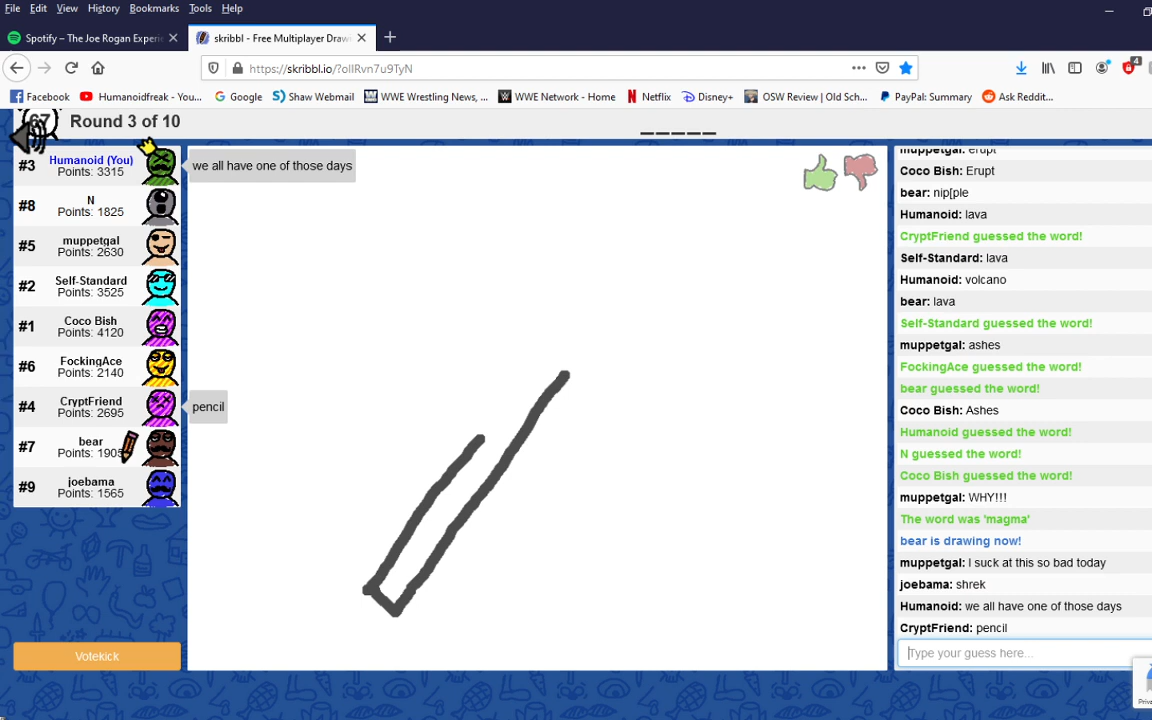 File Edit View History Bookmarks Tools Help
Spotify – The Joe Rogan Experi
skribbl - Free Multiplayer Draw
https://skribbl.io/?olIRvn7u9TyN
4
Facebook Humanoidfreak - You... Google Shaw Webmail WWE Wrestling News, ... WWE Network - Home Netflix Disney+ OSW Review | Old Sch... PayPal: Summary Ask Reddit...
67 Round 3 of 10 _ _ _ _ _
#3 Humanoid (You)
Points: 3315
we all have one of those days
#8 N
Points: 1825
#5 muppetgal
Points: 2630
#2 Self-Standard
Points: 3525
#1 Coco Bish
Points: 4120
#6 FockingAce
Points: 2140
#4 CryptFriend
Points: 2695
pencil
#7 bear
Points: 1905
#9 joebama
Points: 1565
Votekick
muppetgal: erupt
Coco Bish: Erupt
bear: nip[ple
Humanoid: lava
CryptFriend guessed the word!
Self-Standard: lava
Humanoid: volcano
bear: lava
Self-Standard guessed the word!
muppetgal: ashes
FockingAce guessed the word!
bear guessed the word!
Coco Bish: Ashes
Humanoid guessed the word!
N guessed the word!
Coco Bish guessed the word!
muppetgal: WHY!!!
The word was 'magma'
bear is drawing now!
muppetgal: I suck at this so bad today
joebama: shrek
Humanoid: we all have one of those days
CryptFriend: pencil
Type your guess here...